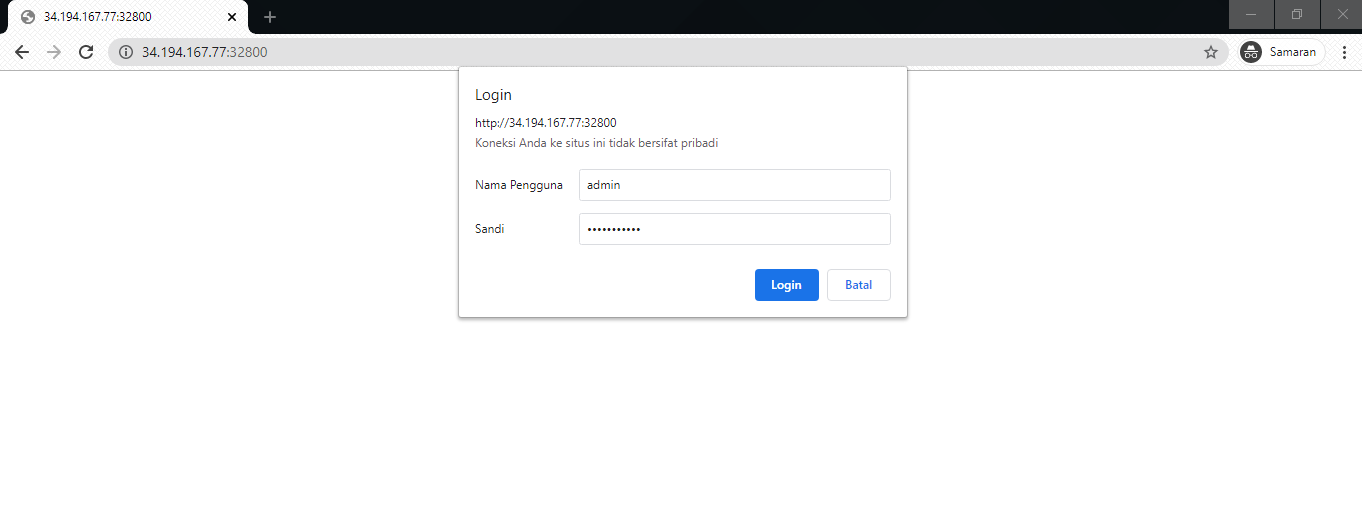 34.194.167.77:32800
34.194.167.77:32800
Samaran
Login
http://34.194.167.77:32800
Koneksi Anda ke situs ini tidak bersifat pribadi
Nama Pengguna admin
Sandi •••••••••••
Login Batal